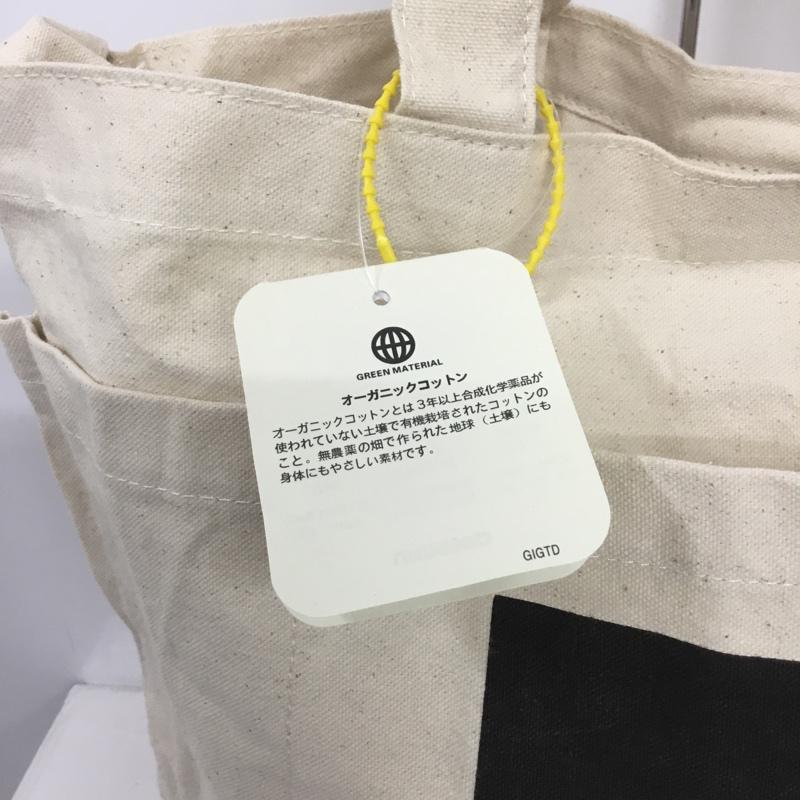 GREEN MATERIAL
オーガニックコットン
オーガニックコットンとは3年以上合成化学薬品が
使われていない土壌で有機栽培されたコットンの
こと。無農薬の畑で作られた地球（土壌）にも
身体にもやさしい素材です。
GIGTD